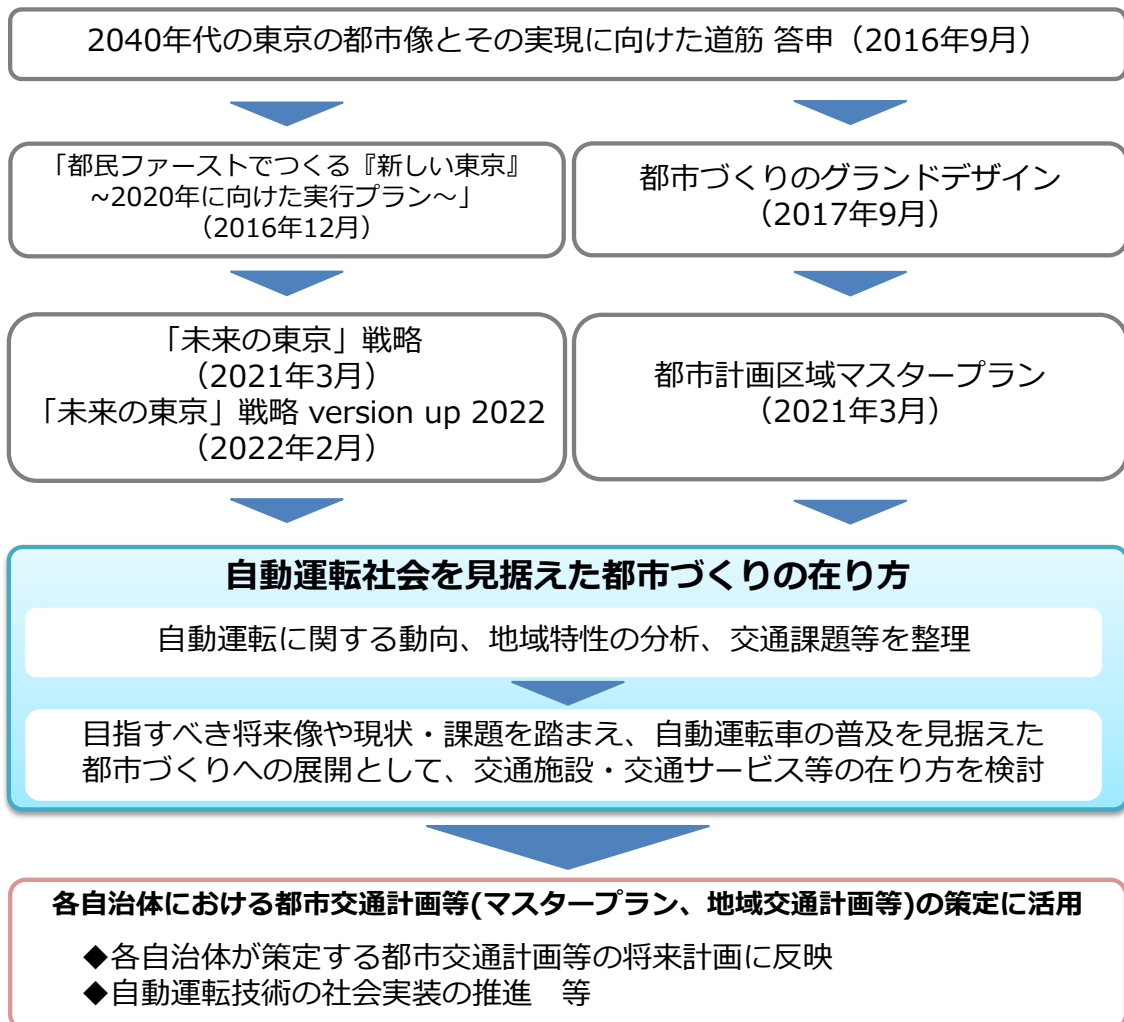 2040年代の東京の都市像とその実現に向けた道筋 答申（2016年9月）
「都民ファーストでつくる『新しい東京』
~2020年に向けた実行プラン～」
（2016年12月）
都市づくりのグランドデザイン
（2017年9月）
「未来の東京」戦略
（2021年3月）
「未来の東京」戦略 version up 2022
（2022年2月）
都市計画区域マスタープラン
（2021年3月）
自動運転社会を見据えた都市づくりの在り方
自動運転に関する動向、地域特性の分析、交通課題等を整理
目指すべき将来像や現状・課題を踏まえ、自動運転車の普及を見据えた
都市づくりへの展開として、交通施設・交通サービス等の在り方を検討
各自治体における都市交通計画等(マスタープラン、地域交通計画等)の策定に活用
◆各自治体が策定する都市交通計画等の将来計画に反映
◆自動運転技術の社会実装の推進　等